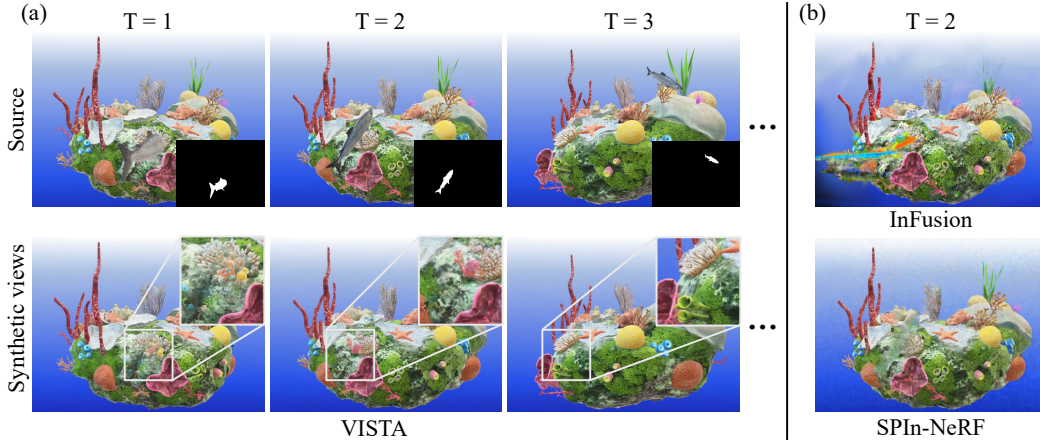 (a) T = 1 T = 2 T = 3 (b) T = 2
Source
...
InFusion
Synthetic views
...
VISTA
SPIn-NeRF